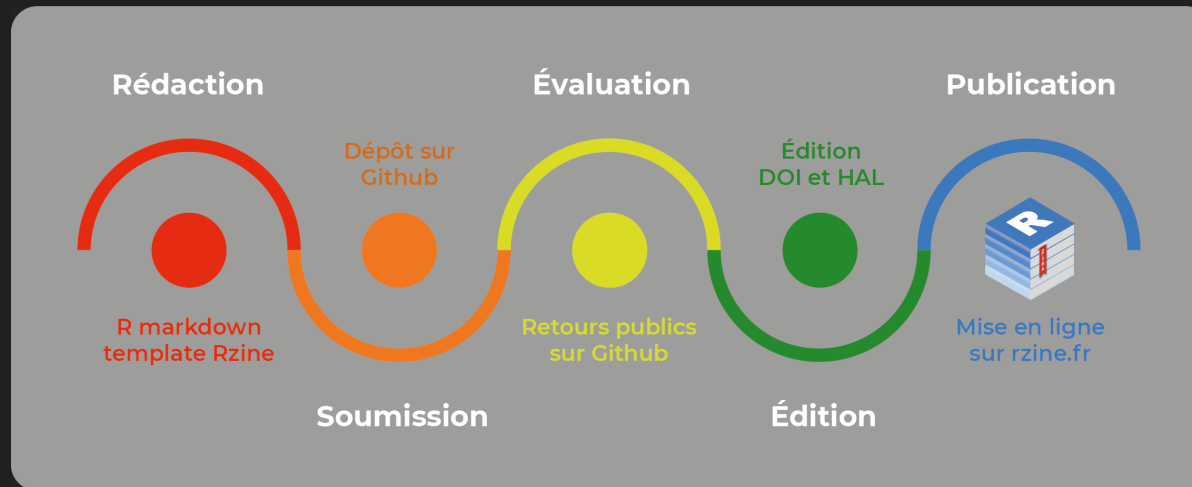 Rédaction
R markdown
template Rzine
Dépôt sur
Github
Soumission
Évaluation
Retours publics
sur Github
Édition
DOI et HAL
Édition
Publication
R
Mise en ligne
sur rzine.fr